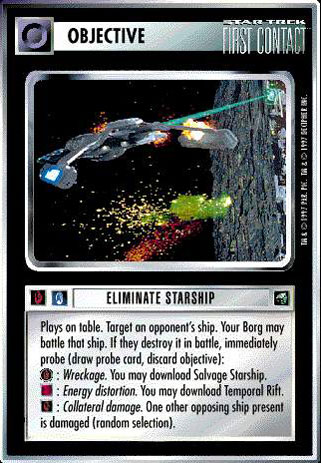 OBJECTIVE
STAR TREK
FIRST CONTACT
TM & © 1997 PAR. PIC. TM & © 1997 DECIPHER INC.
ELIMINATE STARSHIP
Plays on table. Target an opponent's ship. Your Borg may
battle that ship. If they destroy it in battle, immediately
probe (draw probe card, discard objective):
: Wreckage. You may download Salvage Starship.
: Energy distortion. You may download Temporal Rift.
: Collateral damage. One other opposing ship present
is damaged (random selection).